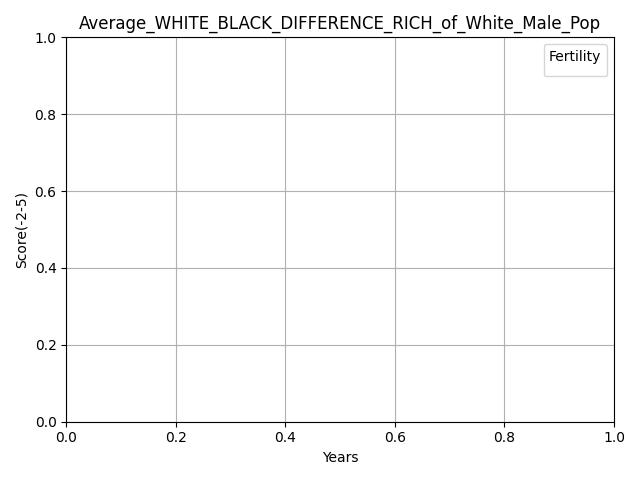 Average_WHITE_BLACK_DIFFERENCE_RICH_of_White_Male_Pop
1.0
Fertility
0.8
0.6
Score(-2-5)
0.4
0.2
0.0
0.0 0.2 0.4 0.6 0.8 1.0
Years